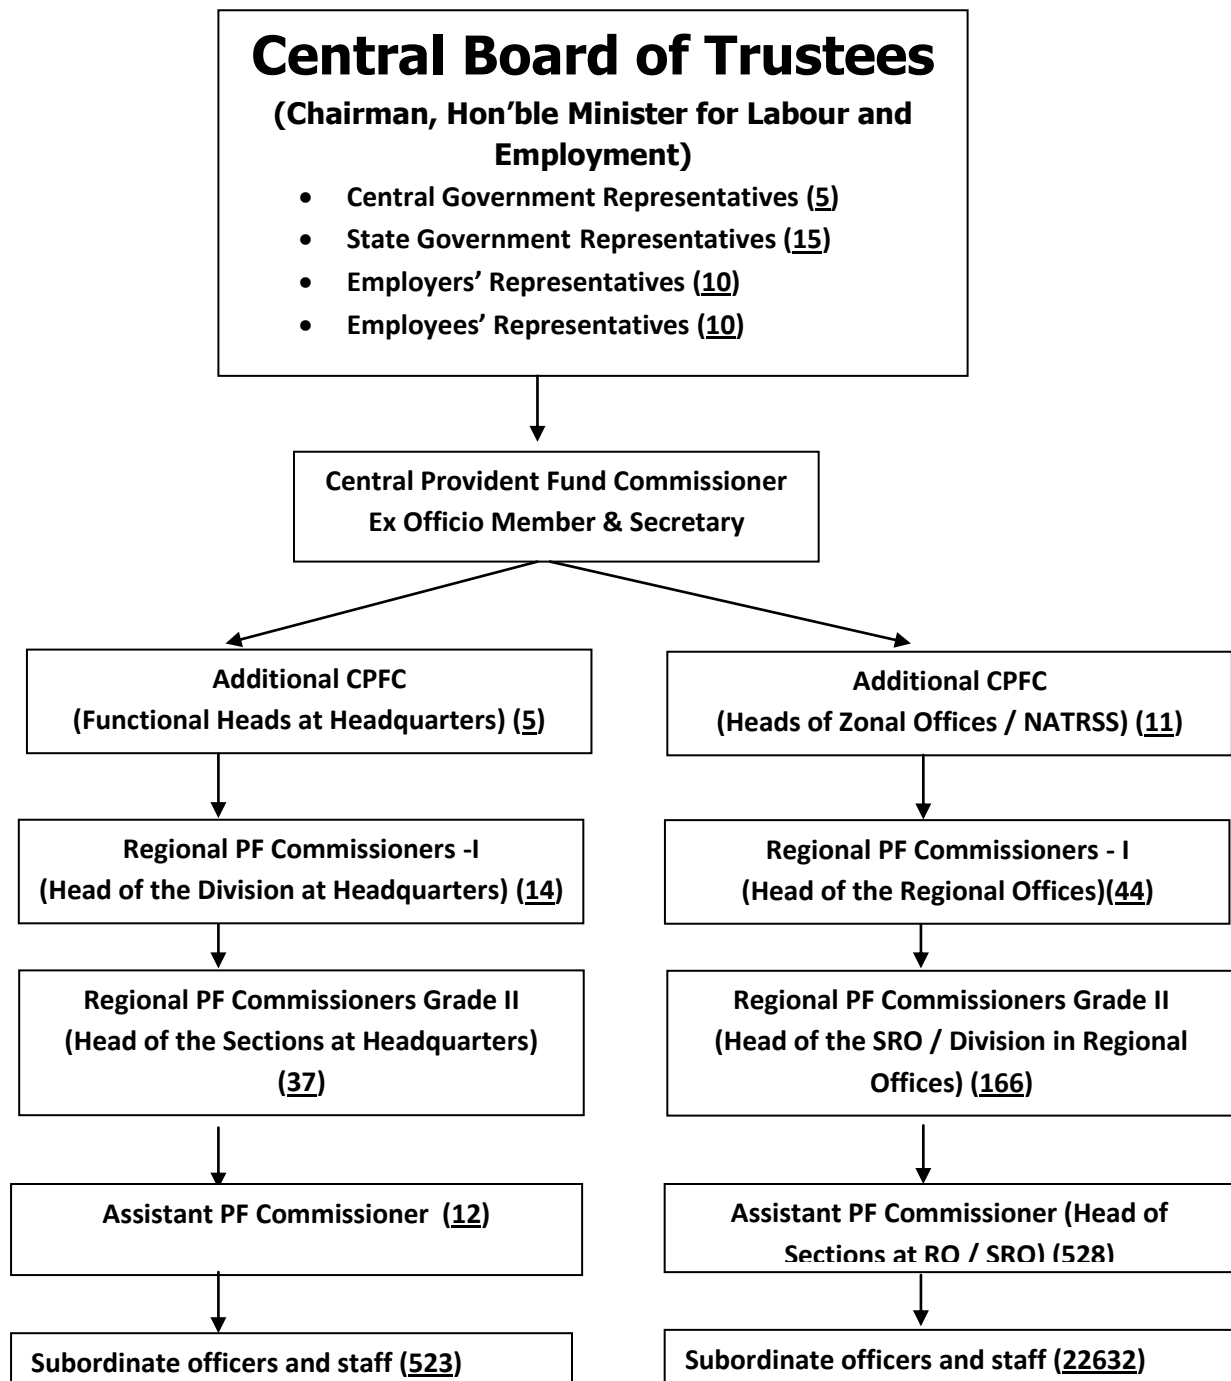 Central Board of Trustees
(Chairman, Hon’ble Minister for Labour and
Employment)
• Central Government Representatives (5)
• State Government Representatives (15)
• Employers’ Representatives (10)
• Employees’ Representatives (10)
Central Provident Fund Commissioner
Ex Officio Member & Secretary
Additional CPFC
(Functional Heads at Headquarters) (5)
Additional CPFC
(Heads of Zonal Offices / NATRSS) (11)
Regional PF Commissioners -I
(Head of the Division at Headquarters) (14)
Regional PF Commissioners - I
(Head of the Regional Offices)(44)
Regional PF Commissioners Grade II
(Head of the Sections at Headquarters)
(37)
Regional PF Commissioners Grade II
(Head of the SRO / Division in Regional
Offices) (166)
Assistant PF Commissioner (12)
Assistant PF Commissioner (Head of
Sections at RO / SRO) (528)
Subordinate officers and staff (523)
Subordinate officers and staff (22632)